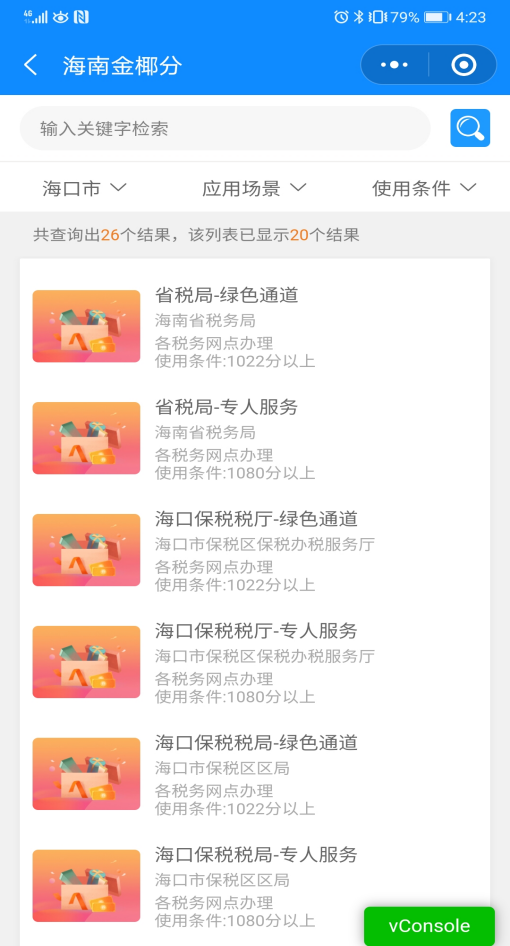 4G 79% 4:23
海南金椰分
输入关键字检索
海口市 应用场景 使用条件
共查询出26个结果，该列表已显示20个结果
省税局-绿色通道
海南省税务局
各税务网点办理
使用条件:1022分以上
省税局-专人服务
海南省税务局
各税务网点办理
使用条件:1080分以上
海口保税税厅-绿色通道
海口市保税区保税办税服务厅
各税务网点办理
使用条件:1022分以上
海口保税税厅-专人服务
海口市保税区保税办税服务厅
各税务网点办理
使用条件:1080分以上
海口保税税局-绿色通道
海口市保税区区局
各税务网点办理
使用条件:1022分以上
海口保税税局-专人服务
海口市保税区区局
各税务网点办理
使用条件:1080分以上
vConsole